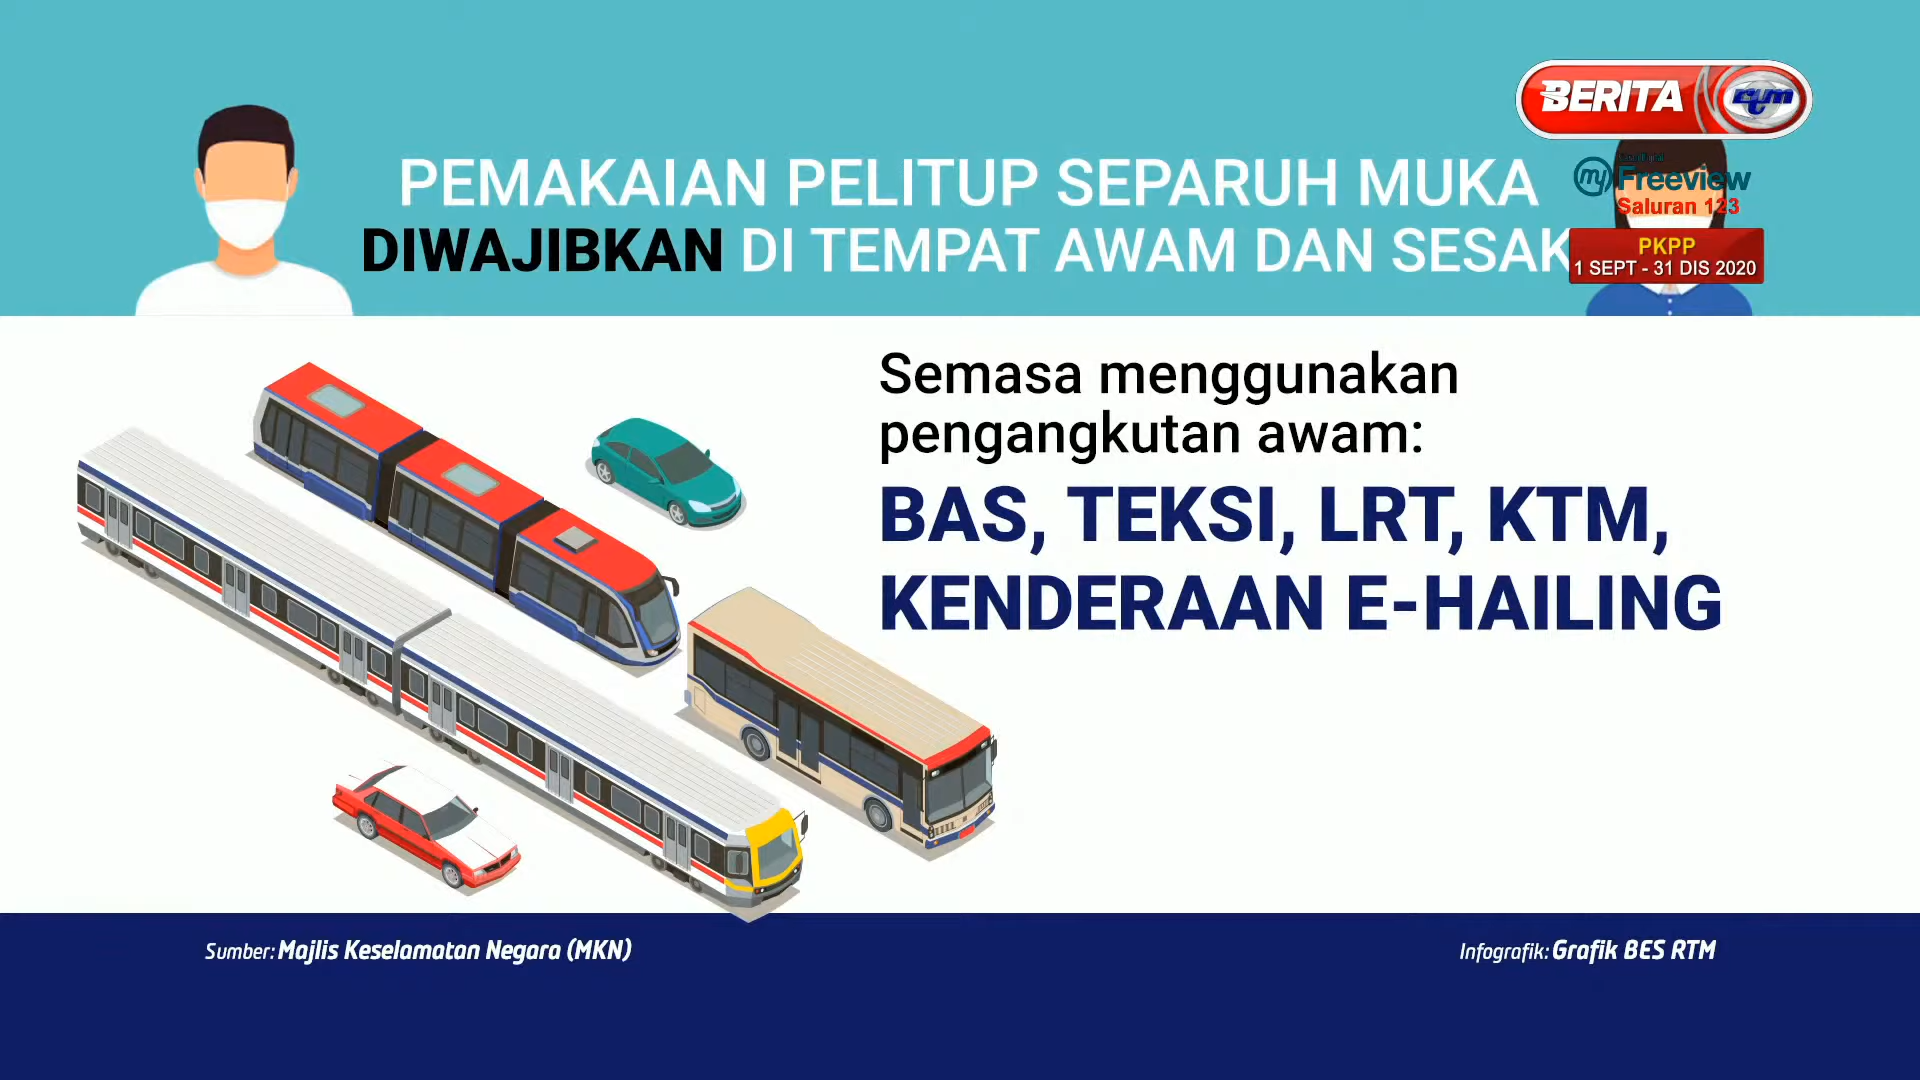 BERITA rtm
my Freeview
Saluran 123
PKPP
1 SEPT - 31 DIS 2020
PEMAKAIAN PELITUP SEPARUH MUKA
DIWAJIBKAN DI TEMPAT AWAM DAN SESAK
Semasa menggunakan
pengangkutan awam:
BAS, TEKSI, LRT, KTM,
KENDERAAN E-HAILING
Sumber: Majlis Keselamatan Negara (MKN)
Infografik: Grafik BES RTM